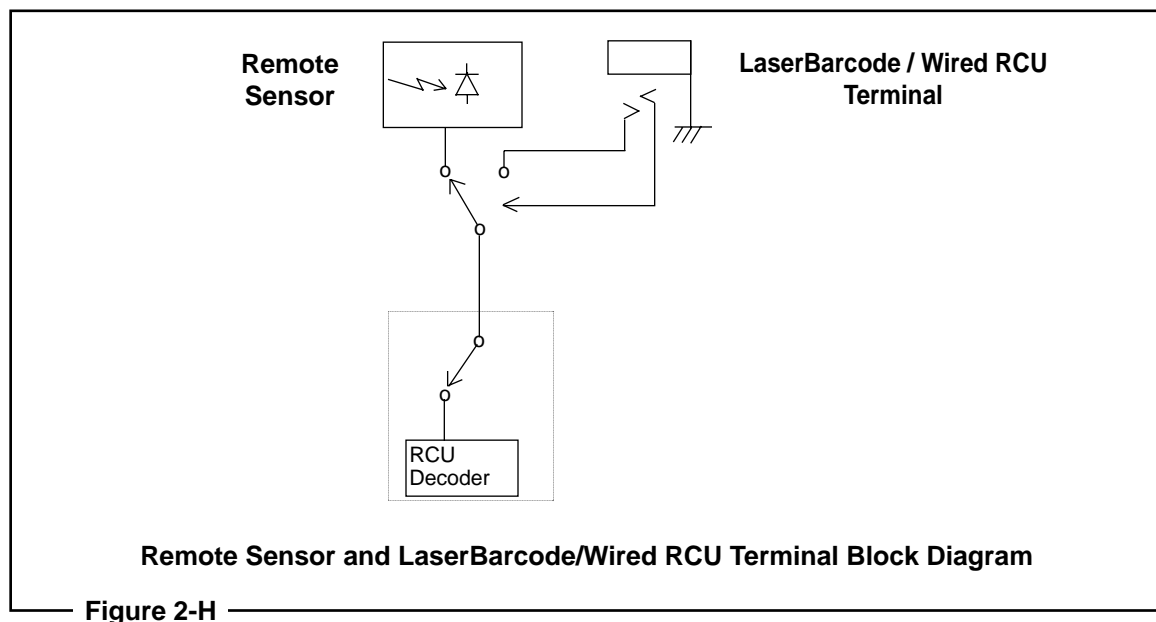 Remote
Sensor
LaserBarcode / Wired RCU
Terminal
RCU
Decoder
Remote Sensor and LaserBarcode/Wired RCU Terminal Block Diagram
Figure 2-H